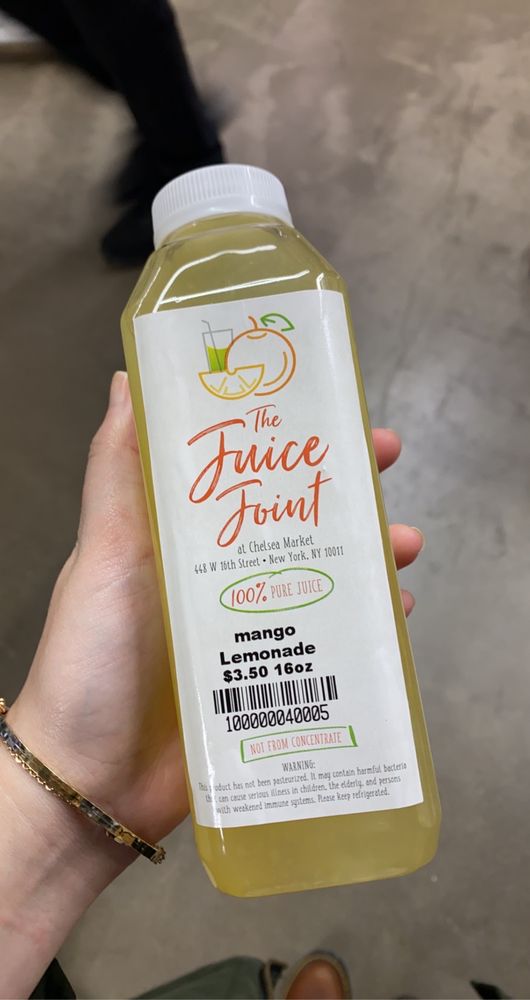 The
Juice
Joint
at Chelsea Market
448 W 16th Street • New York, NY 10011
100% PURE JUICE
mango
Lemonade
$3.50 16oz
100000040005
NOT FROM CONCENTRATE
WARNING:
This product has not been pasteurized. It may contain harmful bacteria
that can cause serious illness in children, the elderly, and persons
with weakened immune systems. Please keep refrigerated.